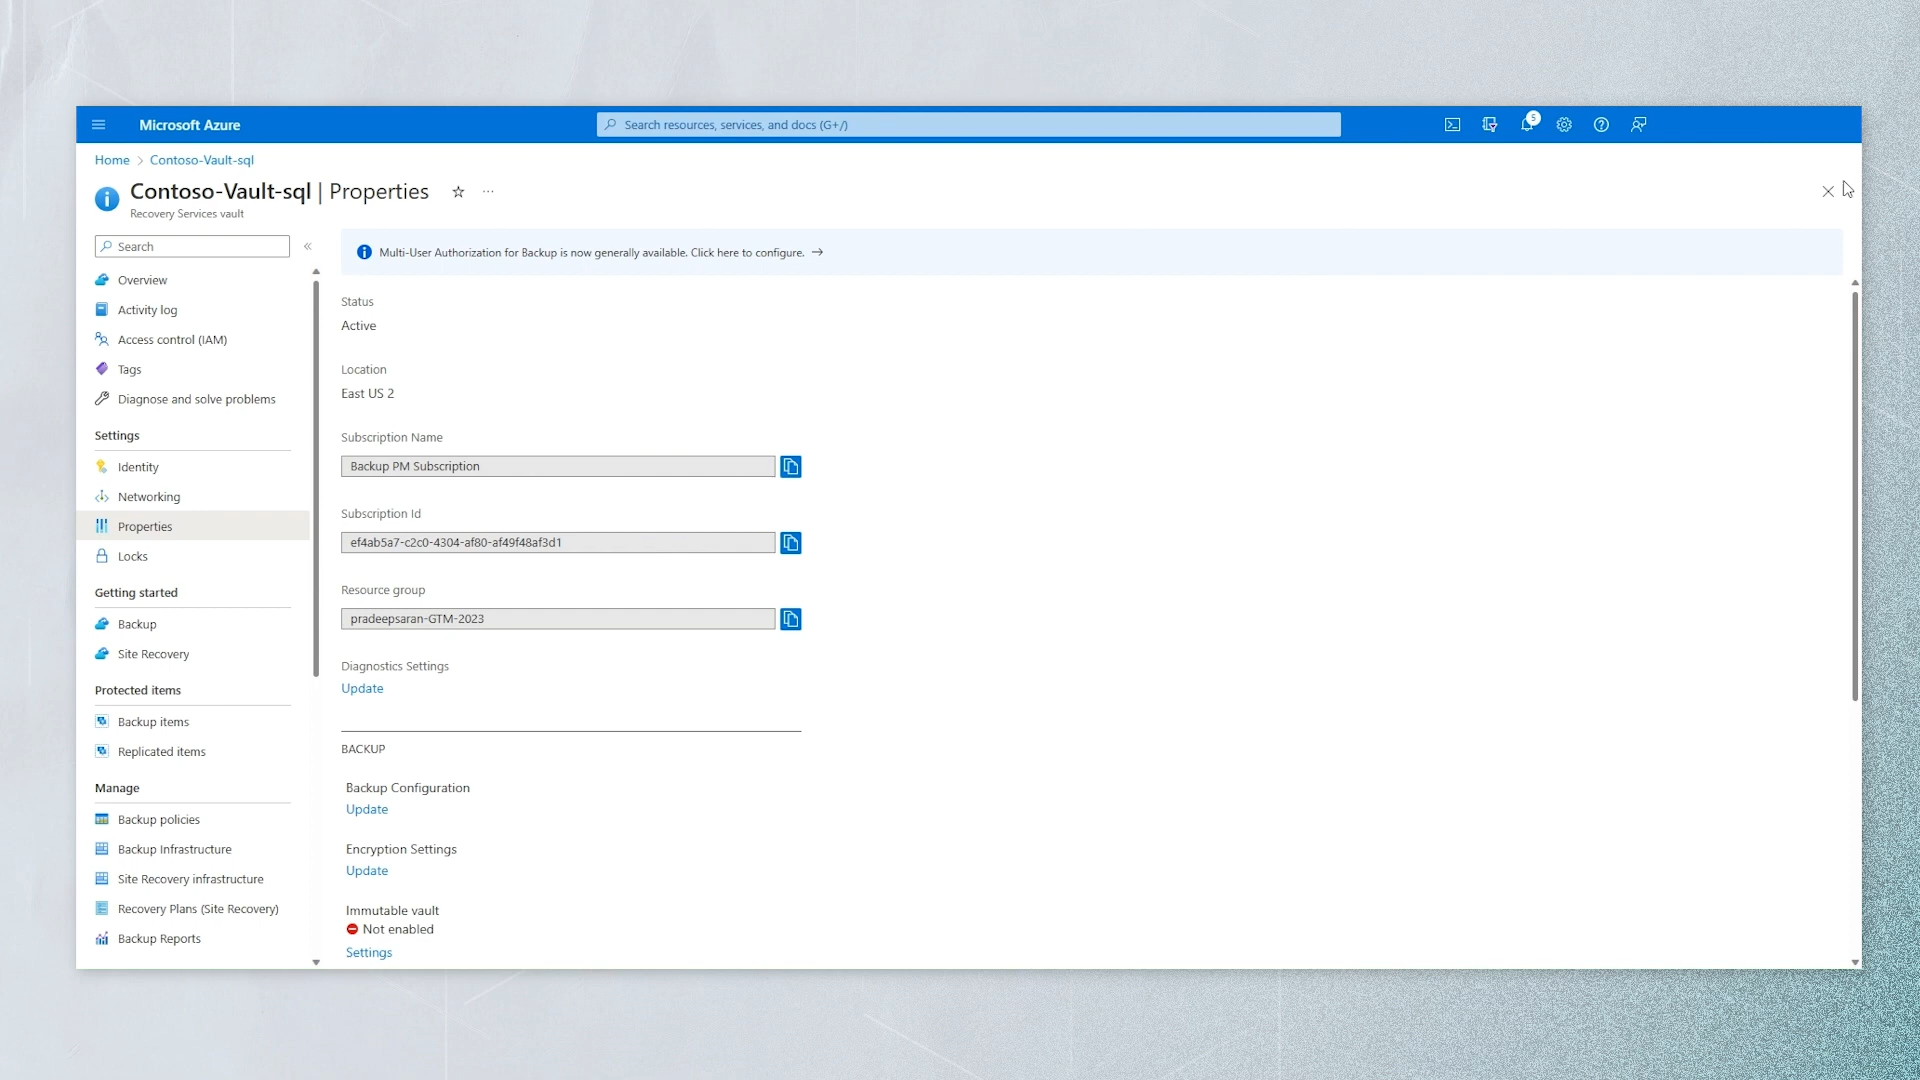 Microsoft Azure
Search resources, services, and docs (G+/)
5
Home > Contoso-Vault-sql
Contoso-Vault-sql | Properties
Recovery Services vault
Search
Overview
Activity log
Access control (IAM)
Tags
Diagnose and solve problems
Settings
Identity
Networking
Properties
Locks
Getting started
Backup
Site Recovery
Protected items
Backup items
Replicated items
Manage
Backup policies
Backup Infrastructure
Site Recovery infrastructure
Recovery Plans (Site Recovery)
Backup Reports
Multi-User Authorization for Backup is now generally available. Click here to configure. →
Status
Active
Location
East US 2
Subscription Name
Backup PM Subscription
Subscription Id
ef4ab5a7-c2c0-4304-af80-af49f48af3d1
Resource group
pradeepsaran-GTM-2023
Diagnostics Settings
Update
BACKUP
Backup Configuration
Update
Encryption Settings
Update
Immutable vault
Not enabled
Settings